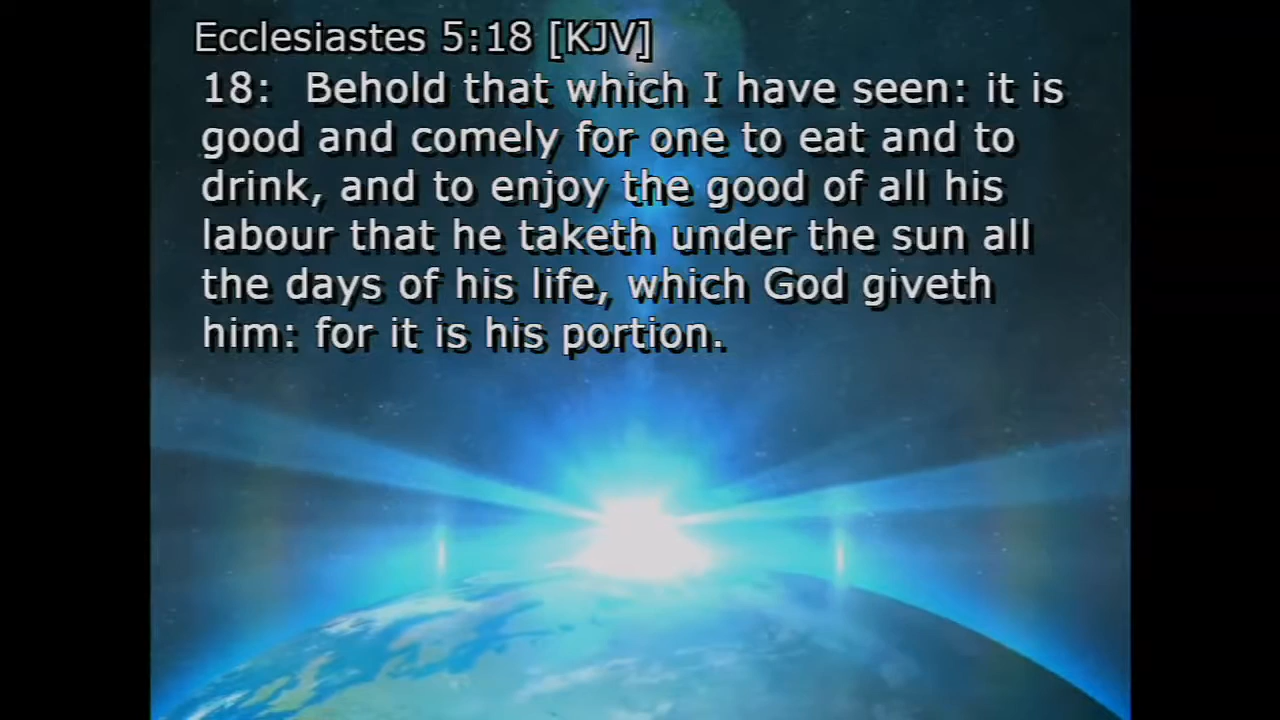 Ecclesiastes 5:18 [KJV]
18: Behold that which I have seen: it is
good and comely for one to eat and to
drink, and to enjoy the good of all his
labour that he taketh under the sun all
the days of his life, which God giveth
him: for it is his portion.